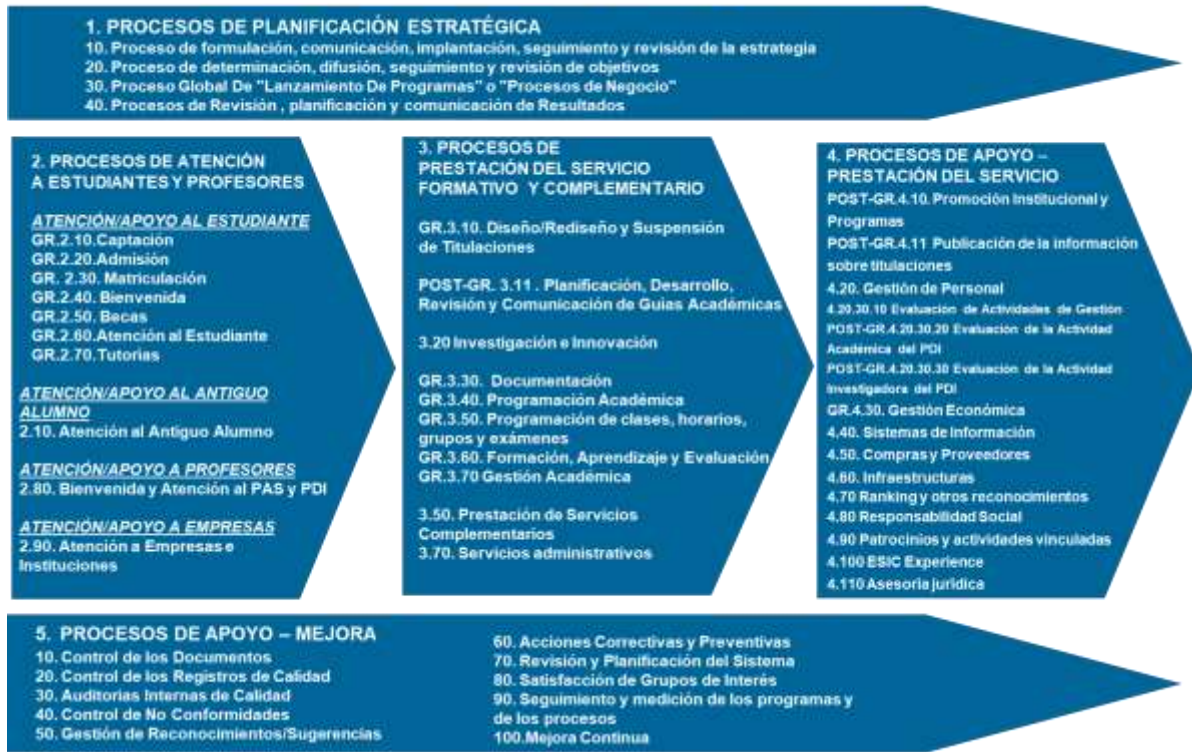 1. PROCESOS DE PLANIFICACIÓN ESTRATÉGICA
10. Proceso de formulación, comunicación, implantación, seguimiento y revisión de la estrategia
20. Proceso de determinación, difusión, seguimiento y revisión de objetivos
30. Proceso Global De "Lanzamiento De Programas" o "Procesos de Negocio"
40. Procesos de Revisión , planificación y comunicación de Resultados
2. PROCESOS DE ATENCIÓN
A ESTUDIANTES Y PROFESORES
ATENCIÓN/APOYO AL ESTUDIANTE
GR.2.10.Captación
GR.2.20.Admisión
GR. 2.30. Matriculación
GR.2.40. Bienvenida
GR.2.50. Becas
GR.2.60.Atención al Estudiante
GR.2.70.Tutorias
ATENCIÓN/APOYO AL ANTIGUO
ALUMNO
2.10. Atención al Antiguo Alumno
ATENCIÓN/APOYO A PROFESORES
2.80. Bienvenida y Atención al PAS y PDI
ATENCIÓN/APOYO A EMPRESAS
2.90. Atención a Empresas e
Instituciones
3. PROCESOS DE
PRESTACIÓN DEL SERVICIO
FORMATIVO Y COMPLEMENTARIO
GR.3.10. Diseño/Rediseño y Suspensión
de Titulaciones
POST-GR. 3.11 . Planificación, Desarrollo,
Revisión y Comunicación de Guias Académicas
3.20 Investigación e Innovación
GR.3.30. Documentación
GR.3.40. Programación Académica
GR.3.50. Programación de clases, horarios,
grupos y exámenes
GR.3.60. Formación, Aprendizaje y Evaluación
GR.3.70 Gestión Académica
3.50. Prestación de Servicios
Complementarios
3.70. Servicios administrativos
4. PROCESOS DE APOYO –
PRESTACIÓN DEL SERVICIO
POST-GR.4.10. Promoción Institucional y
Programas
POST-GR.4.11 Publicación de la información
sobre titulaciones
4.20. Gestión de Personal
4.20.30.10 Evaluación de Actividades de Gestión
POST-GR.4.20.30.20 Evaluación de la Actividad
Académica del PDI
POST-GR.4.20.30.30 Evaluación de la Actividad
Investigadora del PDI
GR.4.30. Gestión Económica
4.40. Sistemas de Información
4.50. Compras y Proveedores
4.60. Infraestructuras
4.70 Ranking y otros reconocimientos
4.80 Responsabilidad Social
4.90 Patrocinios y actividades vinculadas
4.100 ESIC Experience
4.110 Asesoría jurídica
5. PROCESOS DE APOYO – MEJORA
10. Control de los Documentos
20. Control de los Registros de Calidad
30. Auditorias Internas de Calidad
40. Control de No Conformidades
50. Gestión de Reconocimientos/Sugerencias
60. Acciones Correctivas y Preventivas
70. Revisión y Planificación del Sistema
80. Satisfacción de Grupos de Interés
90. Seguimiento y medición de los programas y
de los procesos
100.Mejora Continua